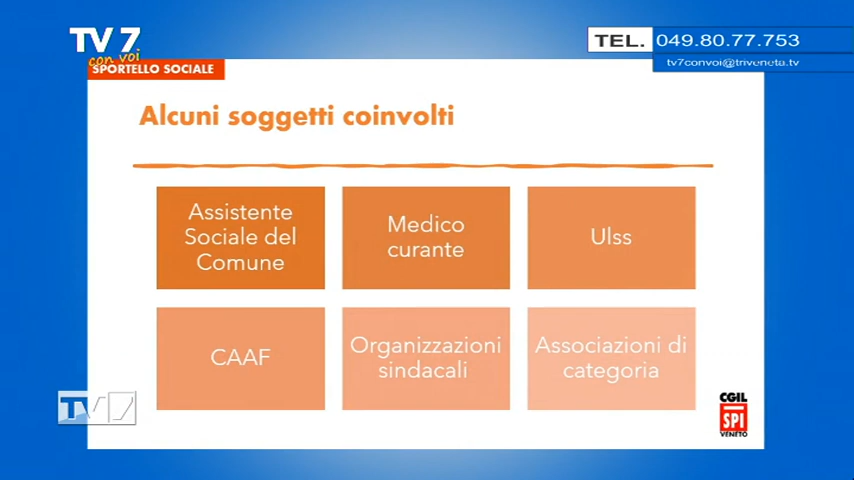 TV 7
con voi
SPORTELLO SOCIALE
TEL. 049.80.77.753
tv7convoi@triveneta.tv
Alcuni soggetti coinvolti
Assistente
Sociale del
Comune
Medico
curante
Ulss
CAAF
Organizzazioni
sindacali
Associazioni di
categoria
TV7
CGIL
SPI
VENETO